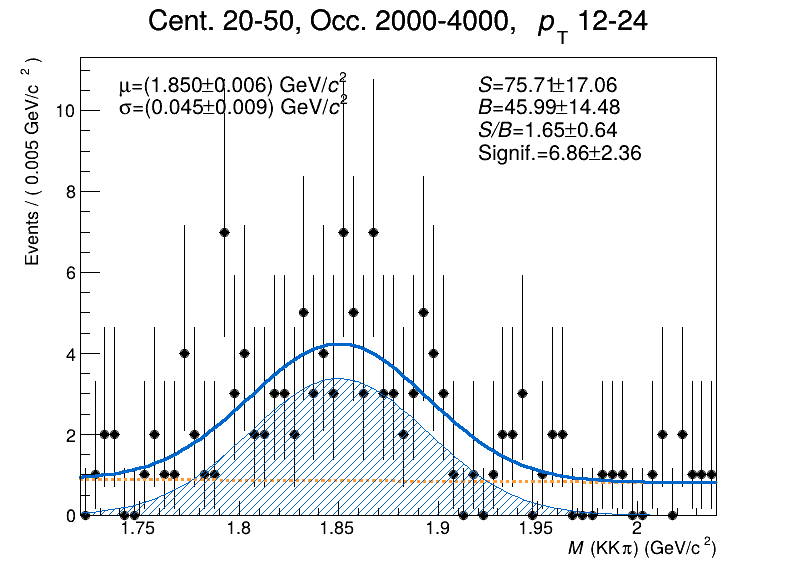 Cent. 20-50, Occ. 2000-4000, p_T 12-24
μ=(1.850±0.006) GeV/c²
σ=(0.045±0.009) GeV/c²
S=75.71±17.06
B=45.99±14.48
S/B=1.65±0.64
Signif.=6.86±2.36
Events / ( 0.005 GeV/c² )
10
8
6
4
2
0
1.75 1.8 1.85 1.9 1.95 2
M (KKπ) (GeV/c²)